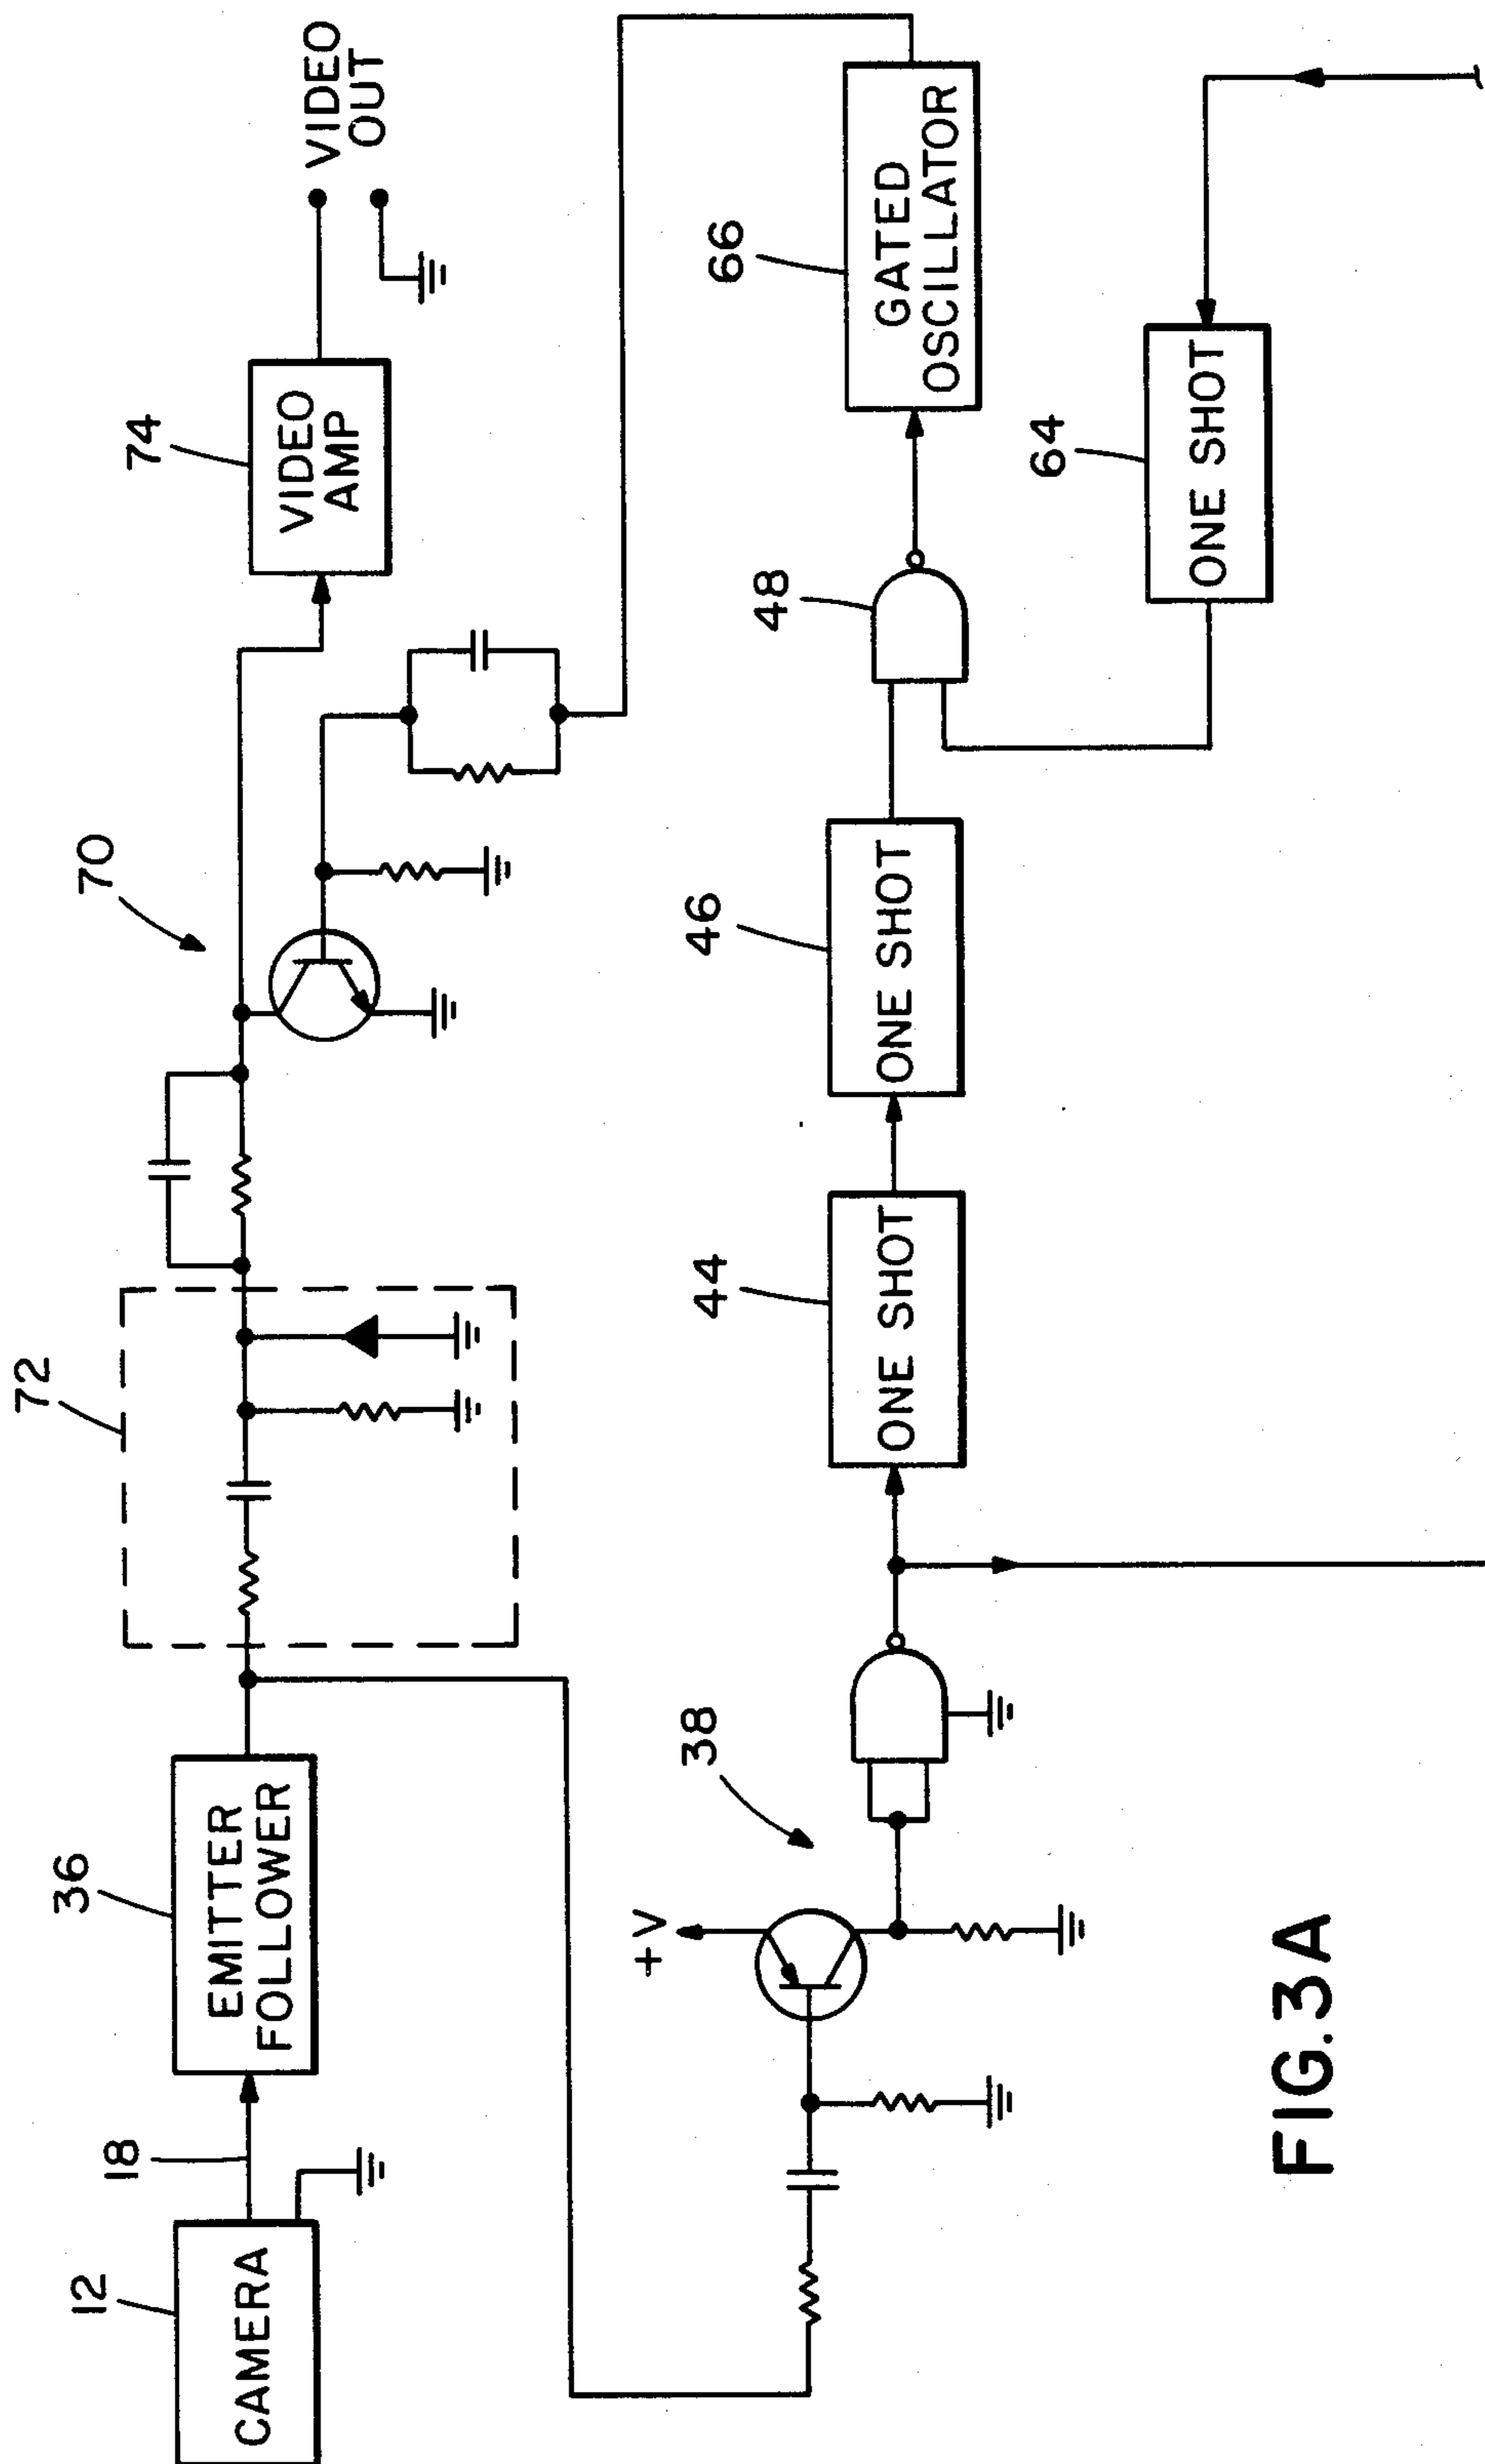 12
CAMERA
18
36
EMITTER
FOLLOWER
72
70
74
VIDEO
AMP
VIDEO
OUT
+V
38
44
ONE SHOT
46
ONE SHOT
48
66
GATED
OSCILLATOR
64
ONE SHOT
FIG.3A